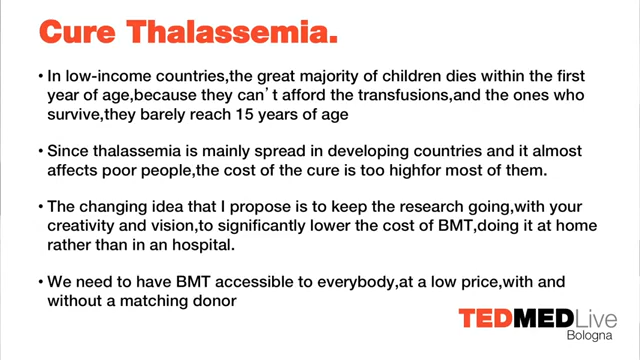 Cure Thalassemia.
• In low-income countries,the great majority of children dies within the first
year of age,because they can't afford the transfusions,and the ones who
survive,they barely reach 15 years of age
• Since thalassemia is mainly spread in developing countries and it almost
affects poor people,the cost of the cure is too highfor most of them.
• The changing idea that I propose is to keep the research going,with your
creativity and vision,to significantly lower the cost of BMT,doing it at home
rather than in an hospital.
• We need to have BMT accessible to everybody,at a low price,with and
without a matching donor
TEDMEDLive
Bologna